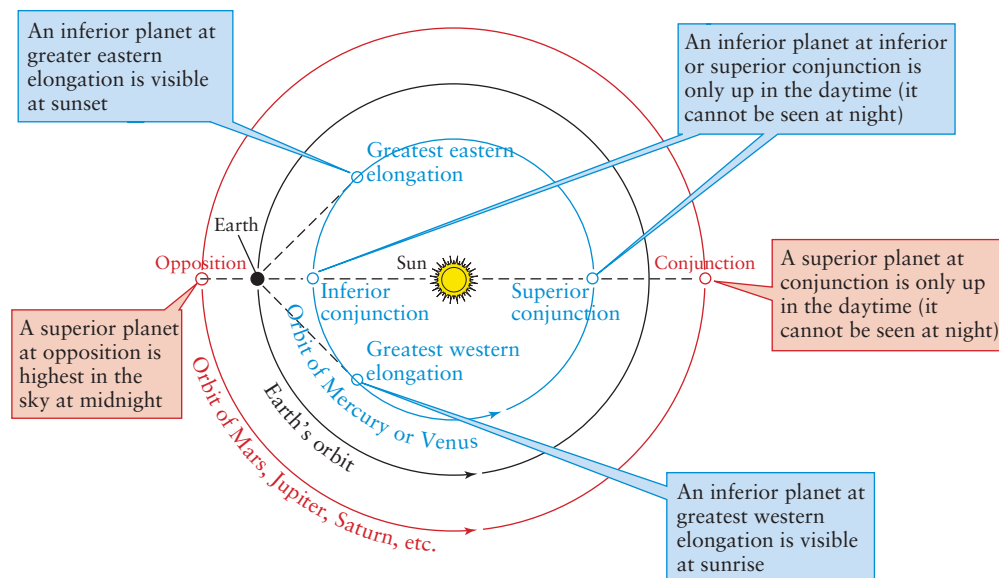 An inferior planet at
greater eastern
elongation is visible
at sunset
An inferior planet at inferior
or superior conjunction is
only up in the daytime (it
cannot be seen at night)
Greatest eastern
elongation
Earth
Opposition
Sun
Conjunction
Inferior
conjunction
Superior
conjunction
A superior planet at
conjunction is only up
in the daytime (it
cannot be seen at night)
A superior planet
at opposition is
highest in the
sky at midnight
Greatest western
elongation
Orbit of Mercury or Venus
Earth's orbit
Orbit of Mars, Jupiter, Saturn, etc.
An inferior planet at
greatest western
elongation is visible
at sunrise